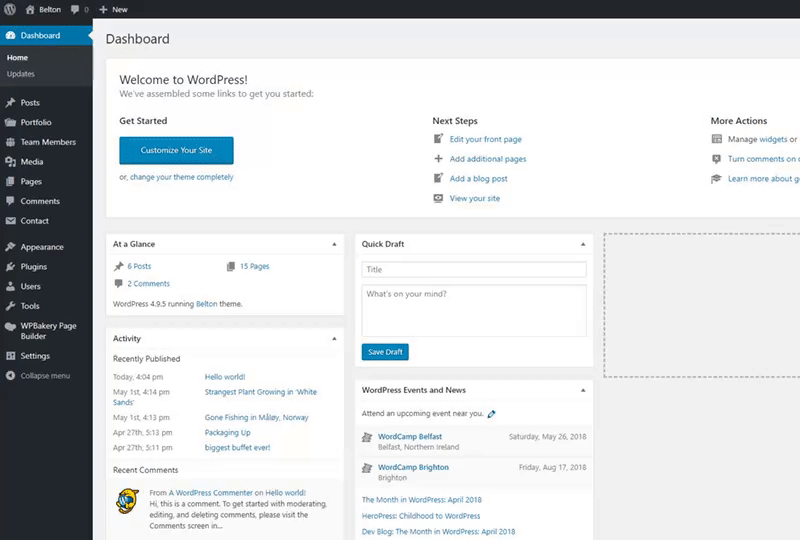 Belton 0 + New
Dashboard
Home
Updates
Posts
Portfolio
Team Members
Media
Pages
Comments
Contact
Appearance
Plugins
Users
Tools
WPBakery Page
Builder
Settings
Collapse menu
Dashboard
Welcome to WordPress!
We've assembled some links to get you started:
Get Started
Customize Your Site
or, change your theme completely
Next Steps
Edit your front page
Add additional pages
Add a blog post
View your site
More Actions
Manage widgets or
Turn comments on
Learn more about
At a Glance
6 Posts 15 Pages
2 Comments
WordPress 4.9.5 running Belton theme.
Activity
Recently Published
Today, 4:04 pm Hello world!
May 1st, 4:14 pm Strangest Plant Growing in 'White
Sands'
May 1st, 4:13 pm Gone Fishing in Måløy, Norway
Apr 27th, 5:13 pm Packaging Up
Apr 27th, 5:11 pm biggest buffet ever!
Recent Comments
From A WordPress Commenter on Hello world!
Hi, this is a comment. To get started with moderating,
editing, and deleting comments, please visit the
Comments screen in...
Quick Draft
Title
What's on your mind?
Save Draft
WordPress Events and News
Attend an upcoming event near you.
WordCamp Belfast Saturday, May 26, 2018
Belfast, Northern Ireland
WordCamp Brighton Friday, Aug 17, 2018
Brighton
The Month in WordPress: April 2018
HeroPress: Childhood to WordPress
Dev Blog: The Month in WordPress: April 2018